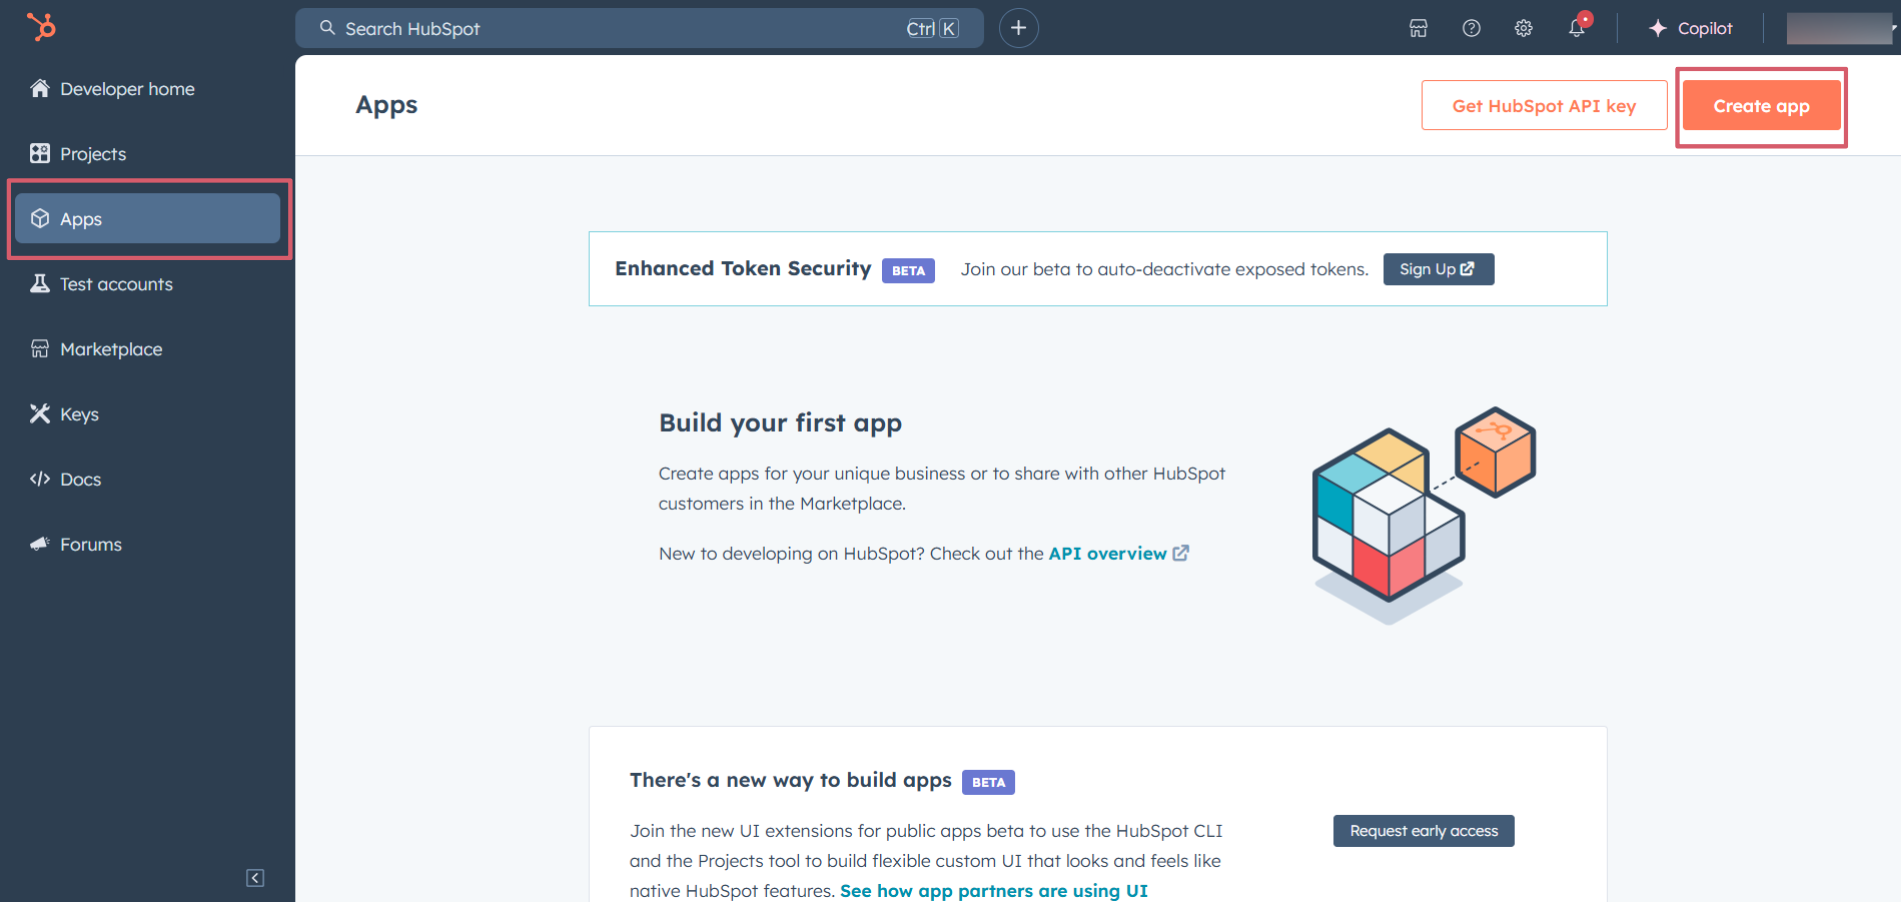 Search HubSpot Ctrl K
Copilot
Developer home
Projects
Apps
Test accounts
Marketplace
Keys
Docs
Forums
Apps
Get HubSpot API key
Create app
Enhanced Token Security BETA Join our beta to auto-deactivate exposed tokens. Sign Up
Build your first app
Create apps for your unique business or to share with other HubSpot
customers in the Marketplace.
New to developing on HubSpot? Check out the API overview
There's a new way to build apps BETA
Join the new UI extensions for public apps beta to use the HubSpot CLI
and the Projects tool to build flexible custom UI that looks and feels like
native HubSpot features. See how app partners are using UI
Request early access